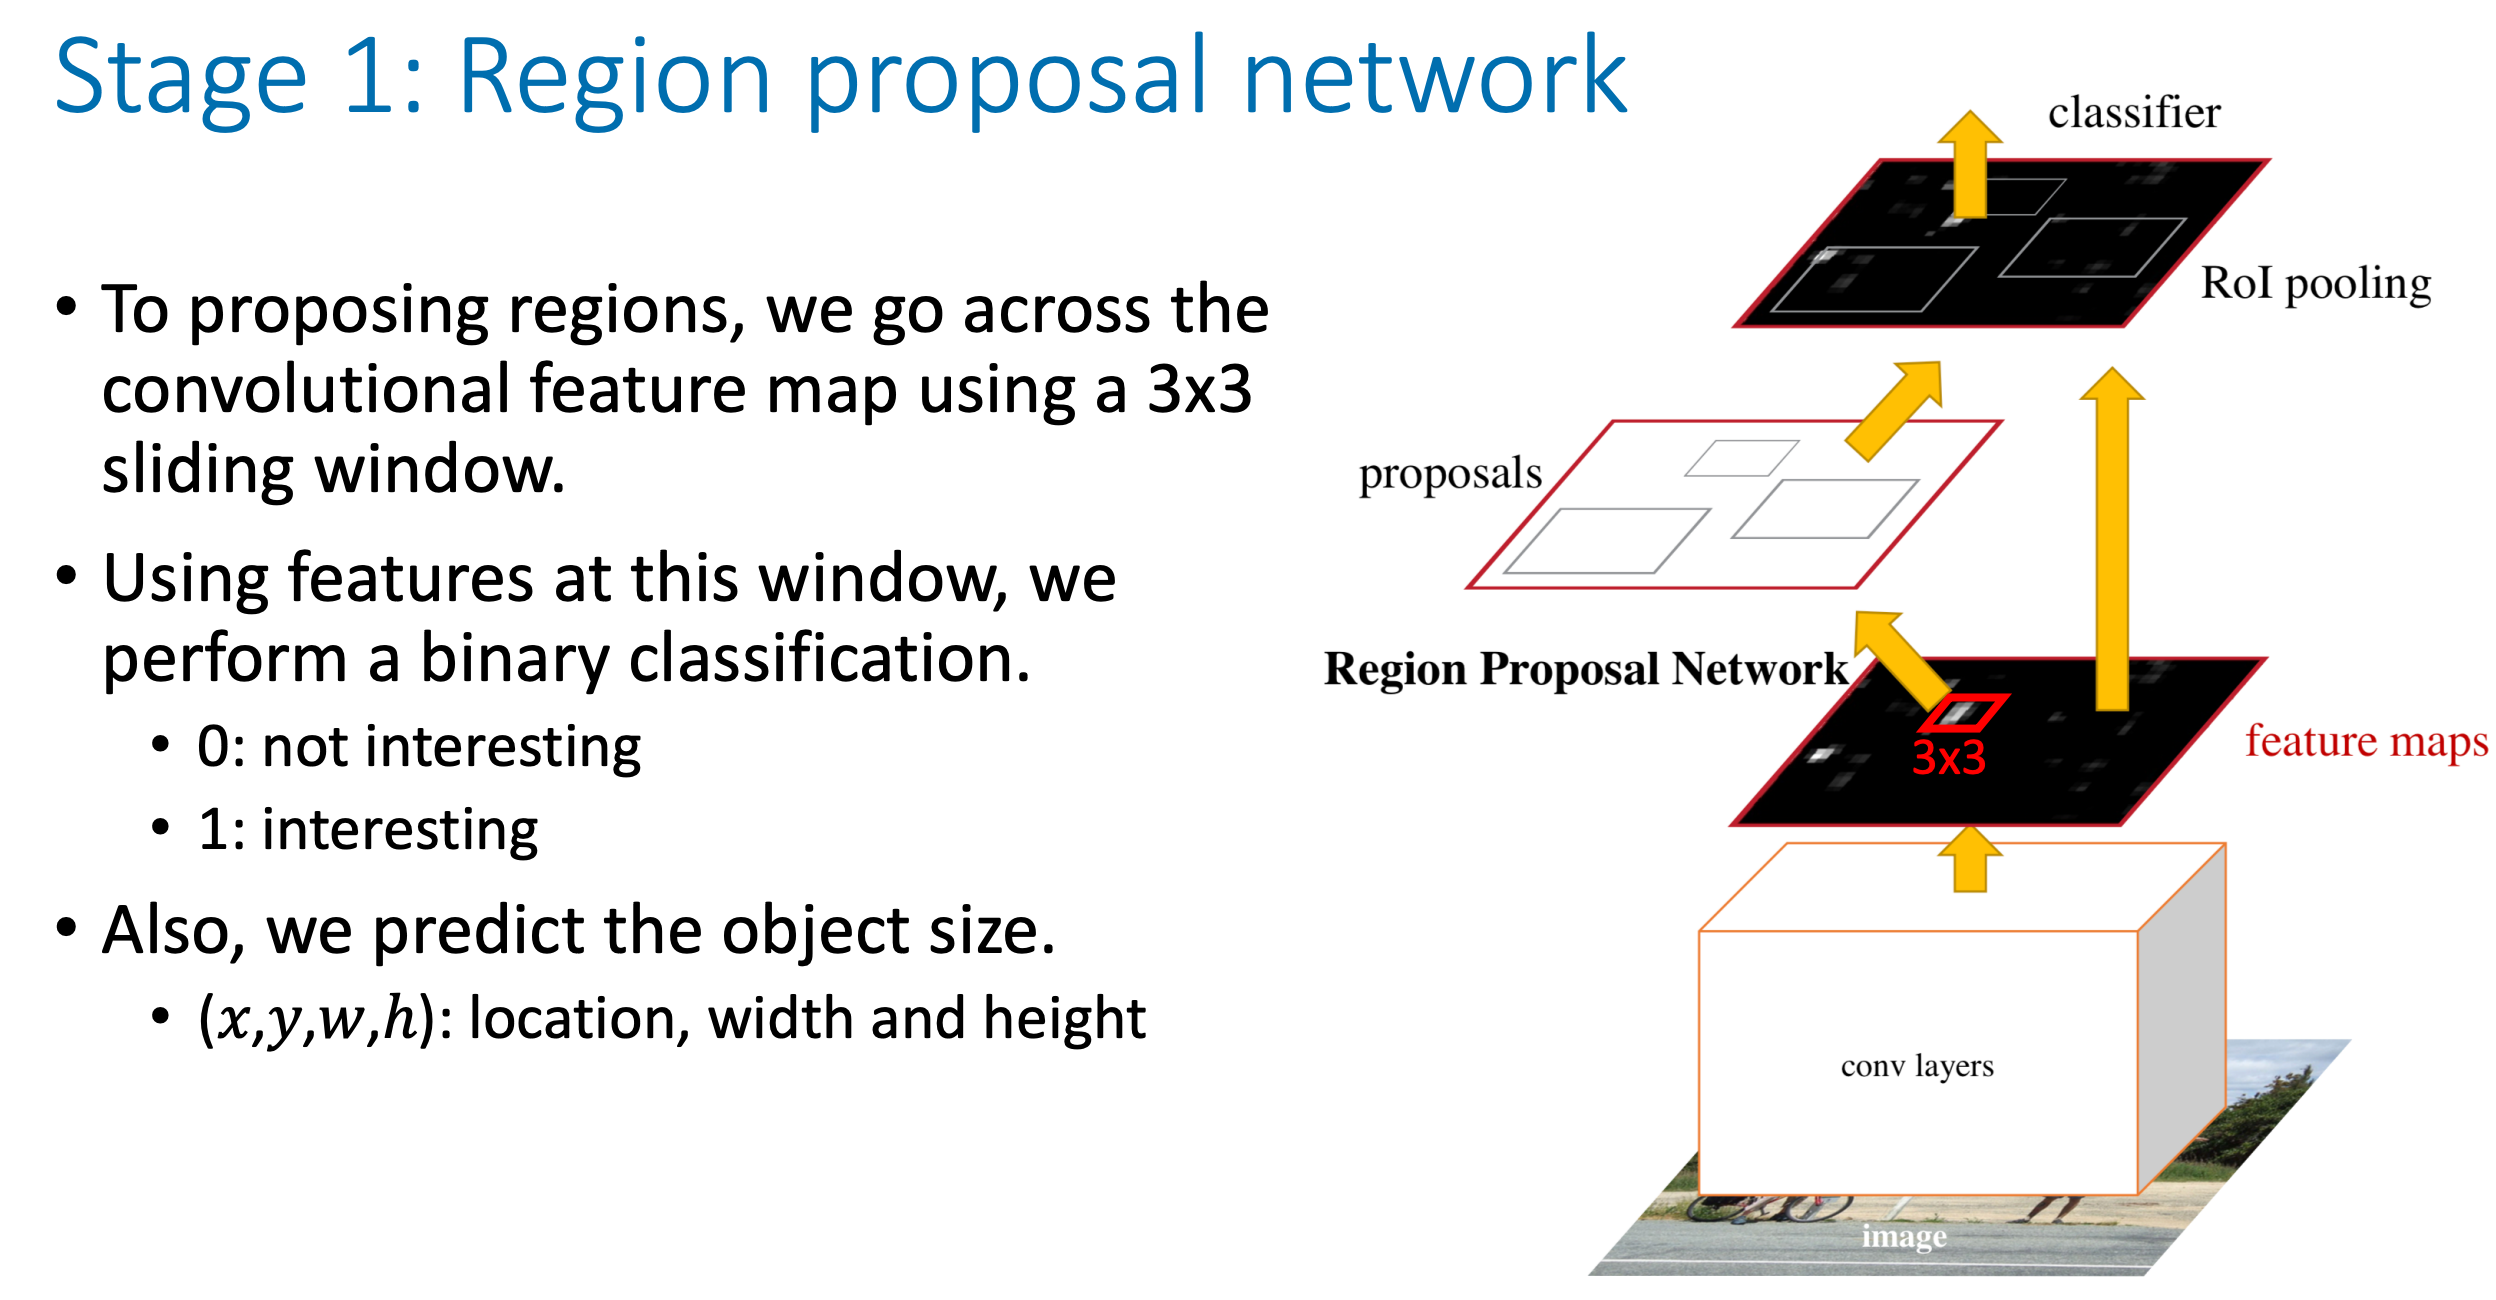 Stage 1: Region proposal network
• To proposing regions, we go across the
convolutional feature map using a 3x3
sliding window.
• Using features at this window, we
perform a binary classification.
• 0: not interesting
• 1: interesting
• Also, we predict the object size.
• (x,y,w,h): location, width and height
classifier
RoI pooling
proposals
Region Proposal Network
3x3
feature maps
conv layers
image